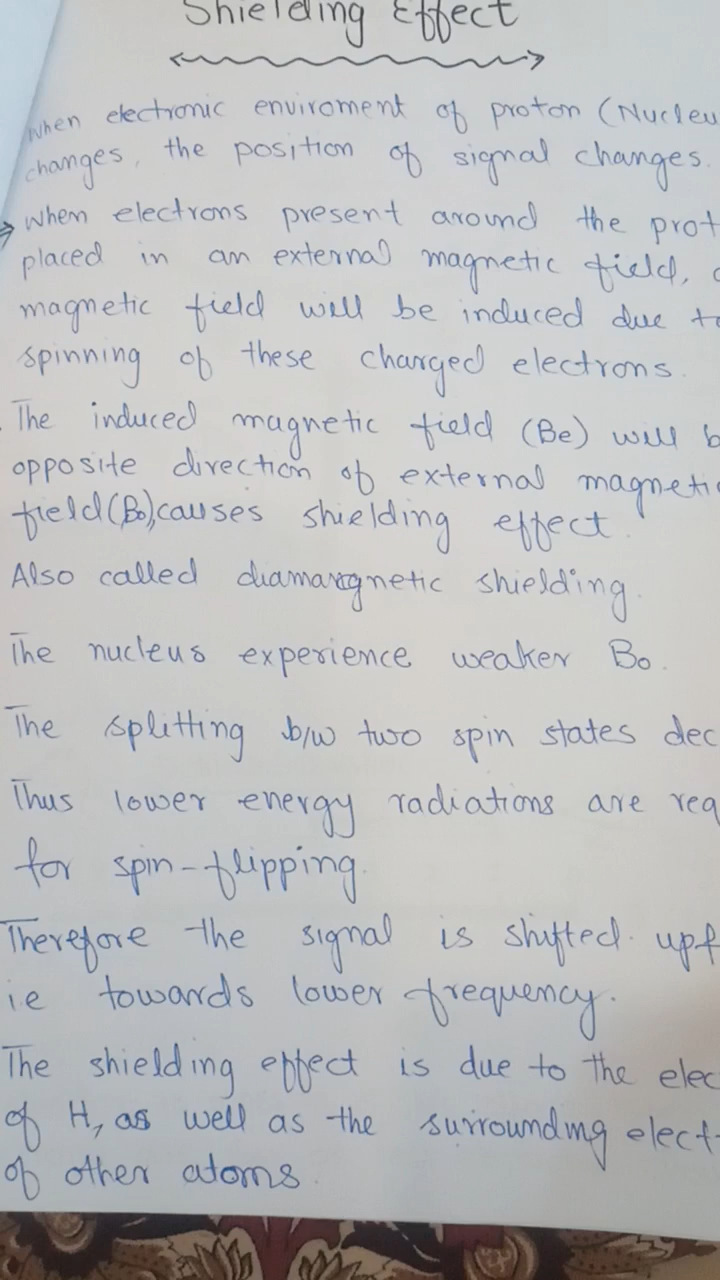 Shielding Effect
When electronic enviroment of proton (Nucleu
changes, the position of signal changes.
⇒ when electrons present around the prot
placed in an external magnetic field, a
magnetic field will be induced due to
spinning of these charged electrons.
The induced magnetic field (Be) will b
opposite direction of external magnetic
field (Bo), causes shielding effect.
Also called diamagnetic shielding.
The nucleus experience weaker Bo.
The splitting b/w two spin states dec
Thus lower energy radiations are req
for spin-flipping.
Therefore the signal is shifted upf
i.e towards lower frequency.
The shielding effect is due to the elec
of H, as well as the surrounding elect
of other atoms.